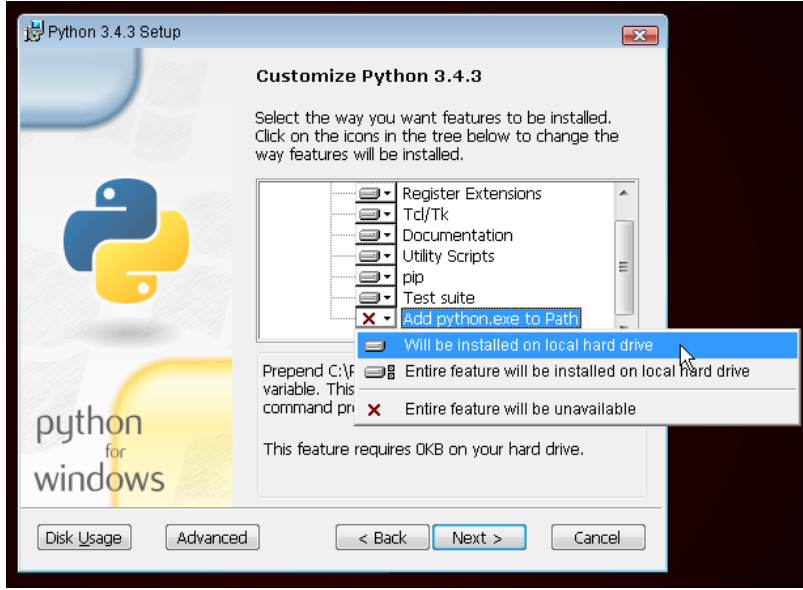 Python 3.4.3 Setup
Customize Python 3.4.3
Select the way you want features to be installed.
Click on the icons in the tree below to change the
way features will be installed.
Register Extensions
Tcl/Tk
Documentation
Utility Scripts
pip
Test suite
Add python.exe to Path
Will be installed on local hard drive
Entire feature will be installed on local hard drive
Entire feature will be unavailable
Prepend C:\
variable. This
command
This feature requires 0KB on your hard drive.
python
for
windows
Disk Usage
Advanced
< Back
Next >
Cancel